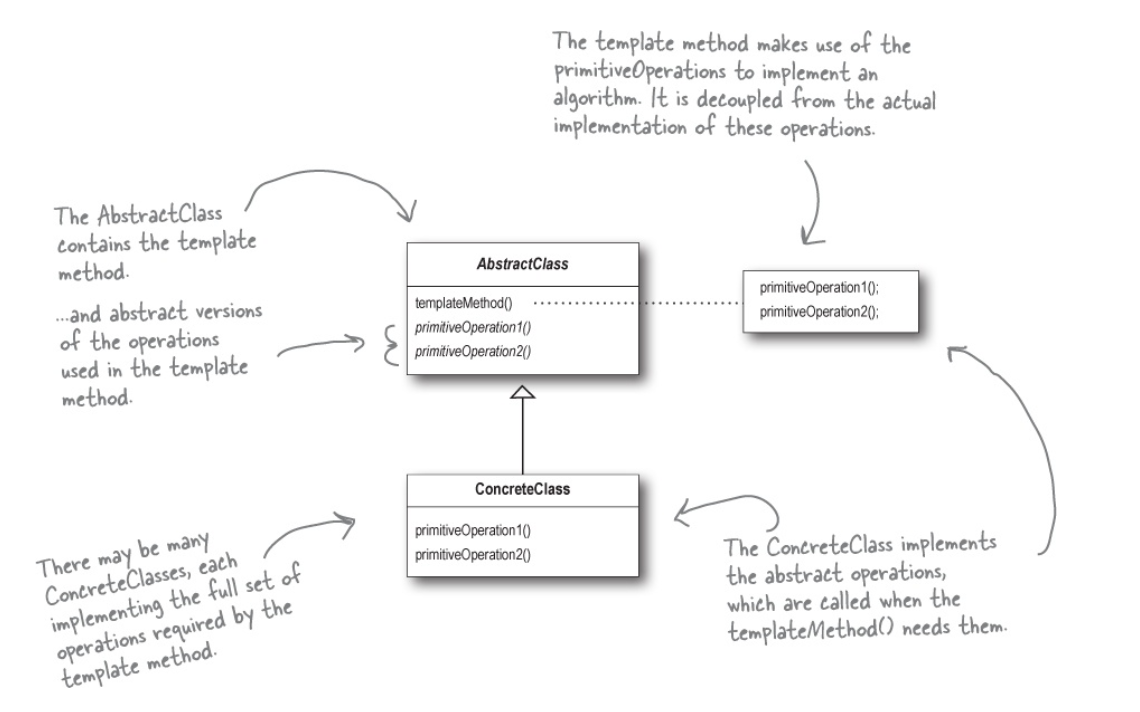 The template method makes use of the
primitiveOperations to implement an
algorithm. It is decoupled from the actual
implementation of these operations.
The AbstractClass
contains the template
method.
...and abstract versions
of the operations
used in the template
method.
AbstractClass
templateMethod()
primitiveOperation1()
primitiveOperation2()
primitiveOperation1();
primitiveOperation2();
ConcreteClass
primitiveOperation1()
primitiveOperation2()
There may be many
ConcreteClasses, each
implementing the full set of
operations required by the
template method.
The ConcreteClass implements
the abstract operations,
which are called when the
templateMethod() needs them.